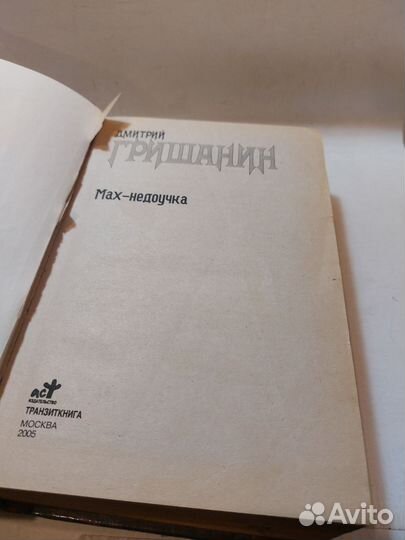 ДМИТРИЙ
ГРИШАНИН
Мах-недоучка
аст
ИЗДАТЕЛЬСТВО
ТРАНЗИТКНИГА
МОСКВА
2005
Avito